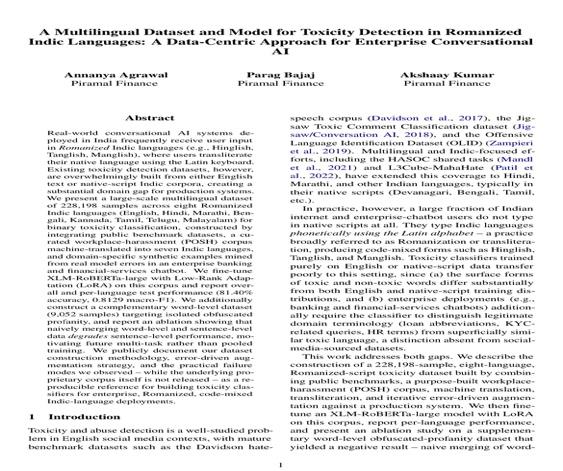 A Multilingual Dataset and Model for Toxicity Detection in Romanized
Indic Languages: A Data-Centric Approach for Enterprise Conversational
AI
Annanya Agrawal
Piramal Finance
Parag Bajaj
Piramal Finance
Akshaay Kumar
Piramal Finance
Abstract
Real-world conversational AI systems de-
ployed in India frequently receive user input
in Romanized Indic languages (e.g., Hinglish,
Tanglish, Manglish), where users transliterate
their native language using the Latin keyboard.
Existing toxicity detection datasets, however,
are overwhelmingly built from either English
text or native-script Indic corpora, creating a
substantial domain gap for production systems.
We present a large-scale multilingual dataset
of 228,198 samples across eight Romanized
Indic languages (English, Hindi, Marathi, Ben-
gali, Kannada, Tamil, Telugu, Malayalam) for
binary toxicity classification, constructed by
integrating public benchmark datasets, a cu-
rated workplace-harassment (POSH) corpus
machine-translated into seven Indic languages,
and domain-specific synthetic examples mined
from real model errors in an enterprise banking
and financial-services chatbot. We fine-tune
XLM-RoBERTa-large with Low-Rank Adap-
tation (LoRA) on this corpus and report over-
all and per-language test performance (81.40%
accuracy, 0.8129 macro-F1). We additionally
construct a complementary word-level dataset
(9,052 samples) targeting isolated obfuscated
profanity, and report an ablation showing that
naively merging word-level and sentence-level
data degrades sentence-level performance, mo-
tivating future multi-task rather than pooled
training. We publicly document our dataset
construction methodology, error-driven aug-
mentation strategy, and the practical failure
modes we observed – while the underlying pro-
prietary corpus itself is not released – as a re-
producible reference for building toxicity clas-
sifiers for enterprise, Romanized, code-mixed
Indic-language deployments.
1 Introduction
Toxicity and abuse detection is a well-studied prob-
lem in English social media contexts, with mature
benchmark datasets such as the Davidson hate-
speech corpus (Davidson et al., 2017), the Jig-
saw Toxic Comment Classification dataset (Jig-
saw/Conversation AI, 2018), and the Offensive
Language Identification Dataset (OLID) (Zampieri
et al., 2019). Multilingual and Indic-focused ef-
forts, including the HASOC shared tasks (Mandl
et al., 2021) and L3Cube-MahaHate (Patil et
al., 2022), have extended this coverage to Hindi,
Marathi, and other Indian languages, typically in
their native scripts (Devanagari, Bengali, Tamil,
etc.).
In practice, however, a large fraction of Indian
internet and enterprise-chatbot users do not type
in native scripts at all. They type Indic languages
phonetically using the Latin alphabet – a practice
broadly referred to as Romanization or translitera-
tion, producing code-mixed forms such as Hinglish,
Tanglish, and Manglish. Toxicity classifiers trained
purely on English or native-script data transfer
poorly to this setting, since (a) the surface forms
of toxic and non-toxic words differ substantially
from both English and native-script training dis-
tributions, and (b) enterprise deployments (e.g.,
banking and financial-services chatbots) addition-
ally require the classifier to distinguish legitimate
domain terminology (loan abbreviations, KYC-
related queries, HR terms) from superficially simi-
lar toxic language, a distinction absent from social-
media-sourced datasets.
This work addresses both gaps. We describe the
construction of a 228,198-sample, eight-language,
Romanized-script toxicity dataset built by combin-
ing public benchmarks, a purpose-built workplace-
harassment (POSH) corpus, machine translation,
transliteration, and iterative error-driven augmen-
tation against a production system. We then fine-
tune an XLM-RoBERTa-large model with LoRA
on this corpus, report per-language performance,
and present an ablation study on a supplemen-
tary word-level obfuscated-profanity dataset that
yielded a negative result – naive merging of word-
1